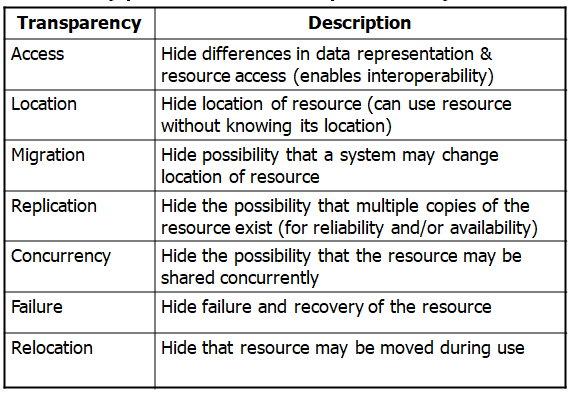 Transparency Description
Access Hide differences in data representation &
resource access (enables interoperability)
Location Hide location of resource (can use resource
without knowing its location)
Migration Hide possibility that a system may change
location of resource
Replication Hide the possibility that multiple copies of the
resource exist (for reliability and/or availability)
Concurrency Hide the possibility that the resource may be
shared concurrently
Failure Hide failure and recovery of the resource
Relocation Hide that resource may be moved during use